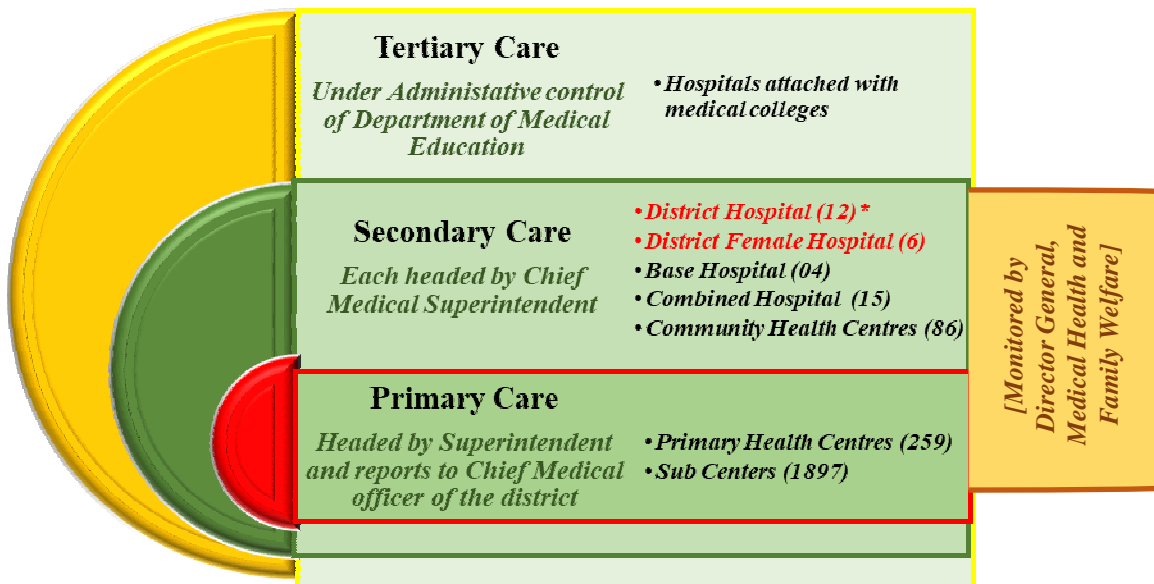 Tertiary Care
Under Administative control
of Department of Medical
Education
•Hospitals attached with
medical colleges
Secondary Care
Each headed by Chief
Medical Superintendent
•District Hospital (12)*
•District Female Hospital (6)
•Base Hospital (04)
•Combined Hospital (15)
•Community Health Centres (86)
Primary Care
Headed by Superintendent
and reports to Chief Medical
officer of the district
•Primary Health Centres (259)
•Sub Centers (1897)
[Monitored by
Director General,
Medical Health and
Family Welfare]